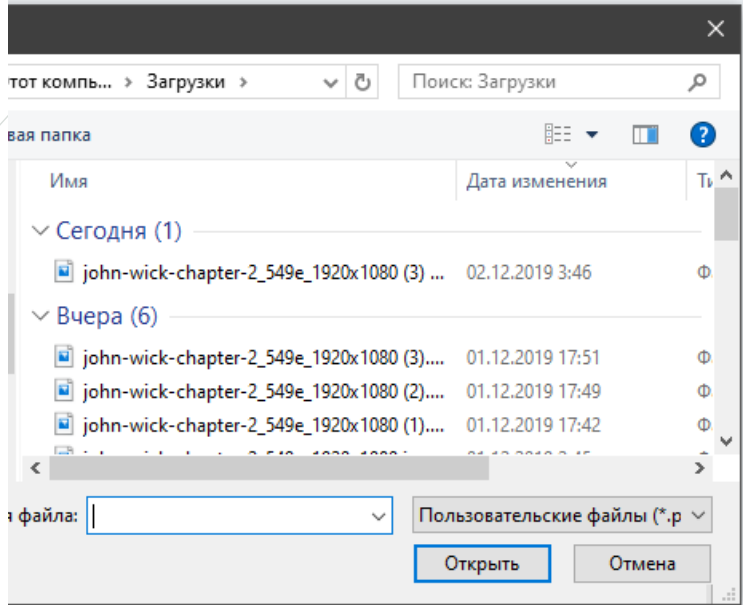 тот компь... > Загрузки >
Поиск: Загрузки
вая папка
?
Имя Дата изменения
Сегодня (1)
john-wick-chapter-2_549e_1920x1080 (3) ... 02.12.2019 3:46 Ф
Вчера (6)
john-wick-chapter-2_549e_1920x1080 (3).... 01.12.2019 17:51 Ф
john-wick-chapter-2_549e_1920x1080 (2).... 01.12.2019 17:49 Ф
john-wick-chapter-2_549e_1920x1080 (1).... 01.12.2019 17:42 Ф
файла:
Пользовательские файлы (*.p
Открыть Отмена